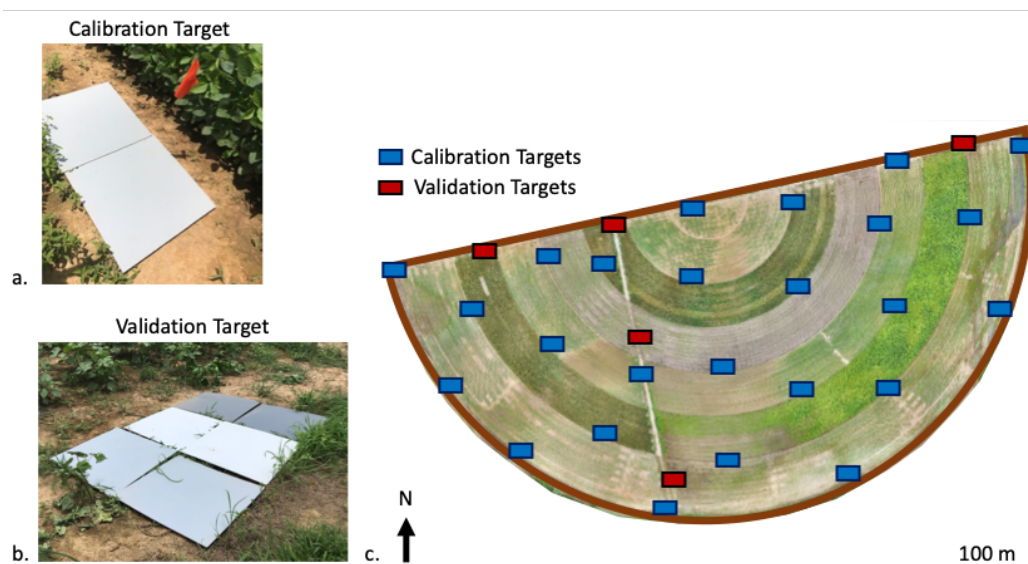 Calibration Target
a.
Validation Target
b.
Calibration Targets
Validation Targets
N
c.
100 m